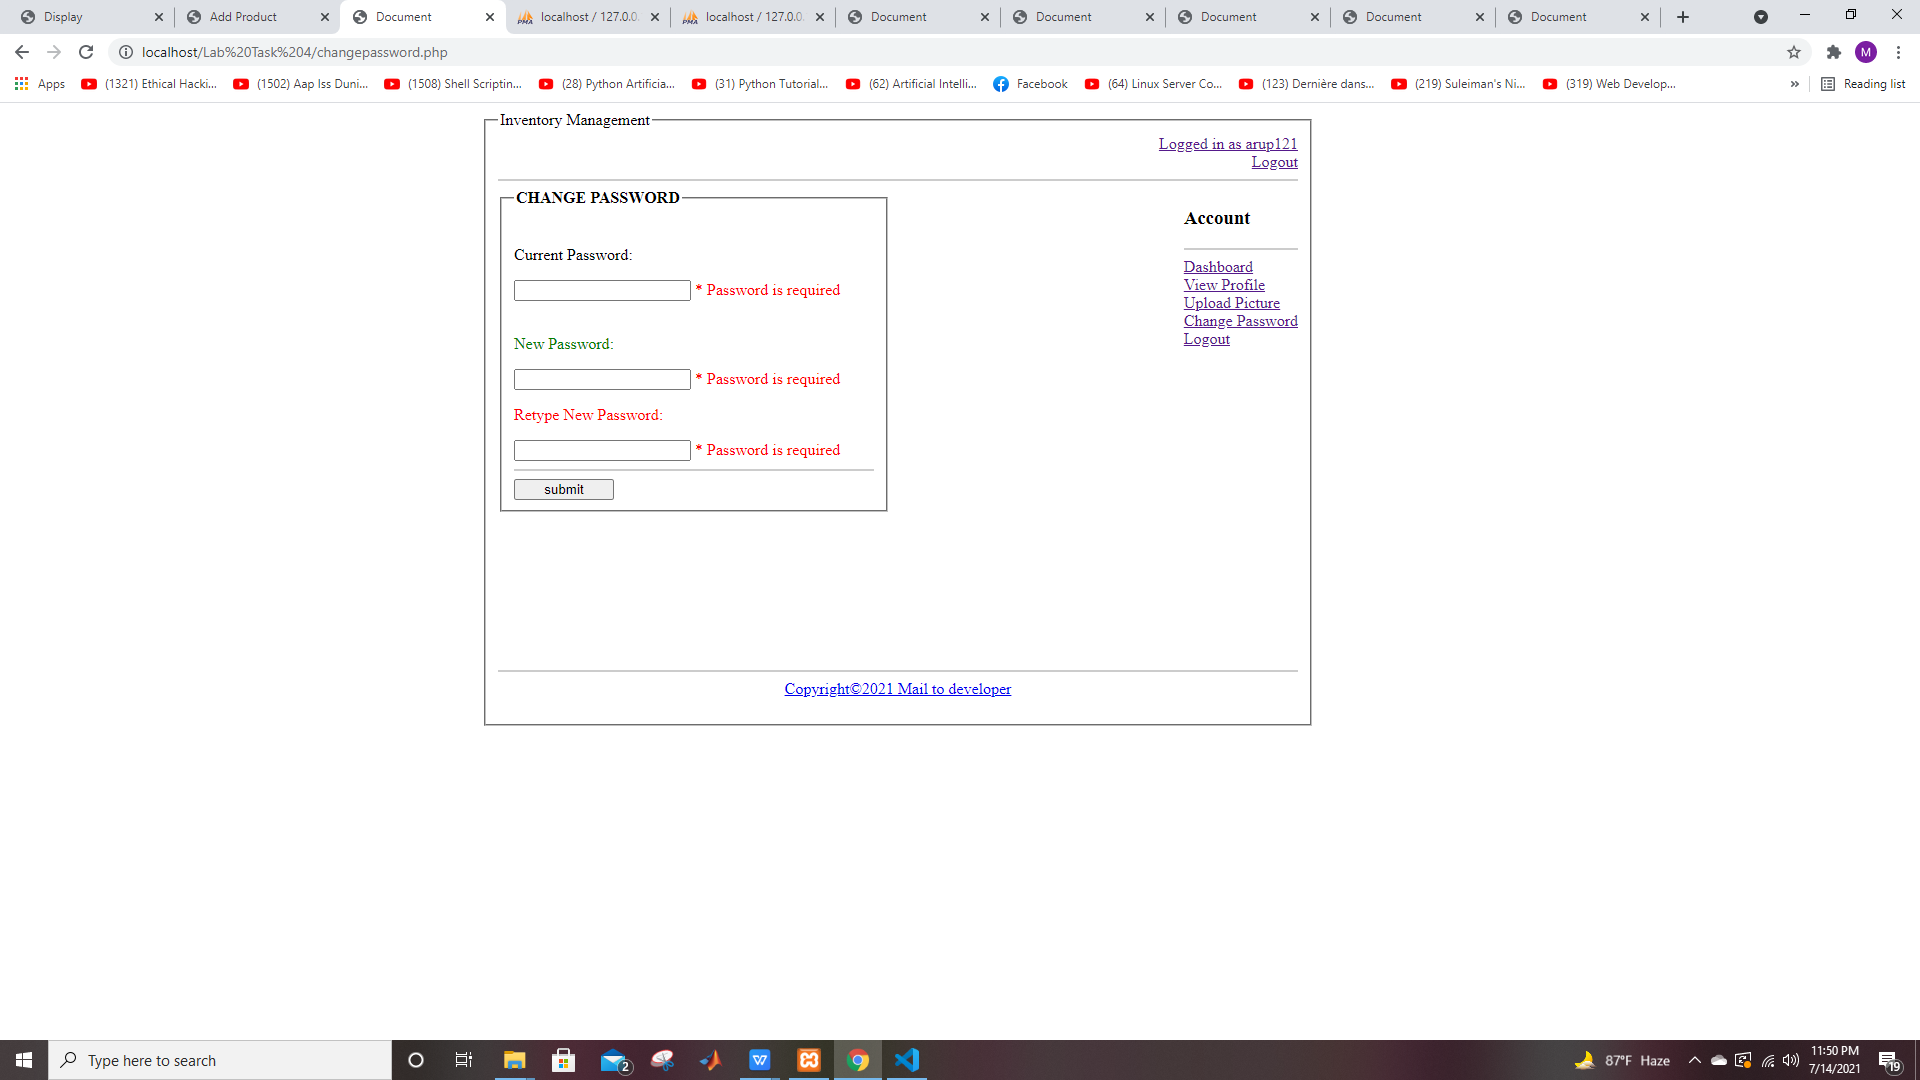 Display
Add Product
Document
localhost / 127.0.0.
localhost / 127.0.0.
Document
Document
Document
Document
Document
localhost/Lab%20Task%204/changepassword.php
M
Apps
(1321) Ethical Hacki...
(1502) Aap Iss Duni...
(1508) Shell Scriptin...
(28) Python Artificia...
(31) Python Tutorial...
(62) Artificial Intelli...
Facebook
(64) Linux Server Co...
(123) Dernière dans...
(219) Suleiman's Ni...
(319) Web Develop...
»
Reading list
Inventory Management
Logged in as arup121
Logout
CHANGE PASSWORD
Current Password:
* Password is required
New Password:
* Password is required
Retype New Password:
* Password is required
submit
Account
Dashboard
View Profile
Upload Picture
Change Password
Logout
Copyright©2021 Mail to developer
Type here to search
2
W
87°F Haze
11:50 PM
7/14/2021
19